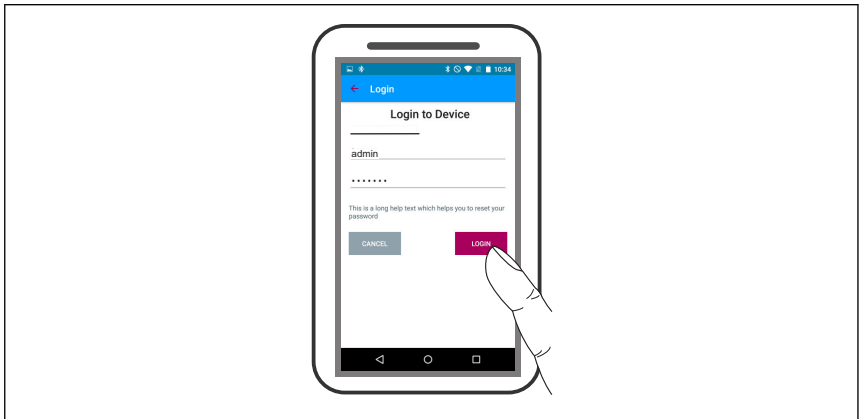 10:34
Login
Login to Device
admin
•••••••
This is a long help text which helps you to reset your
password
CANCEL
LOGIN